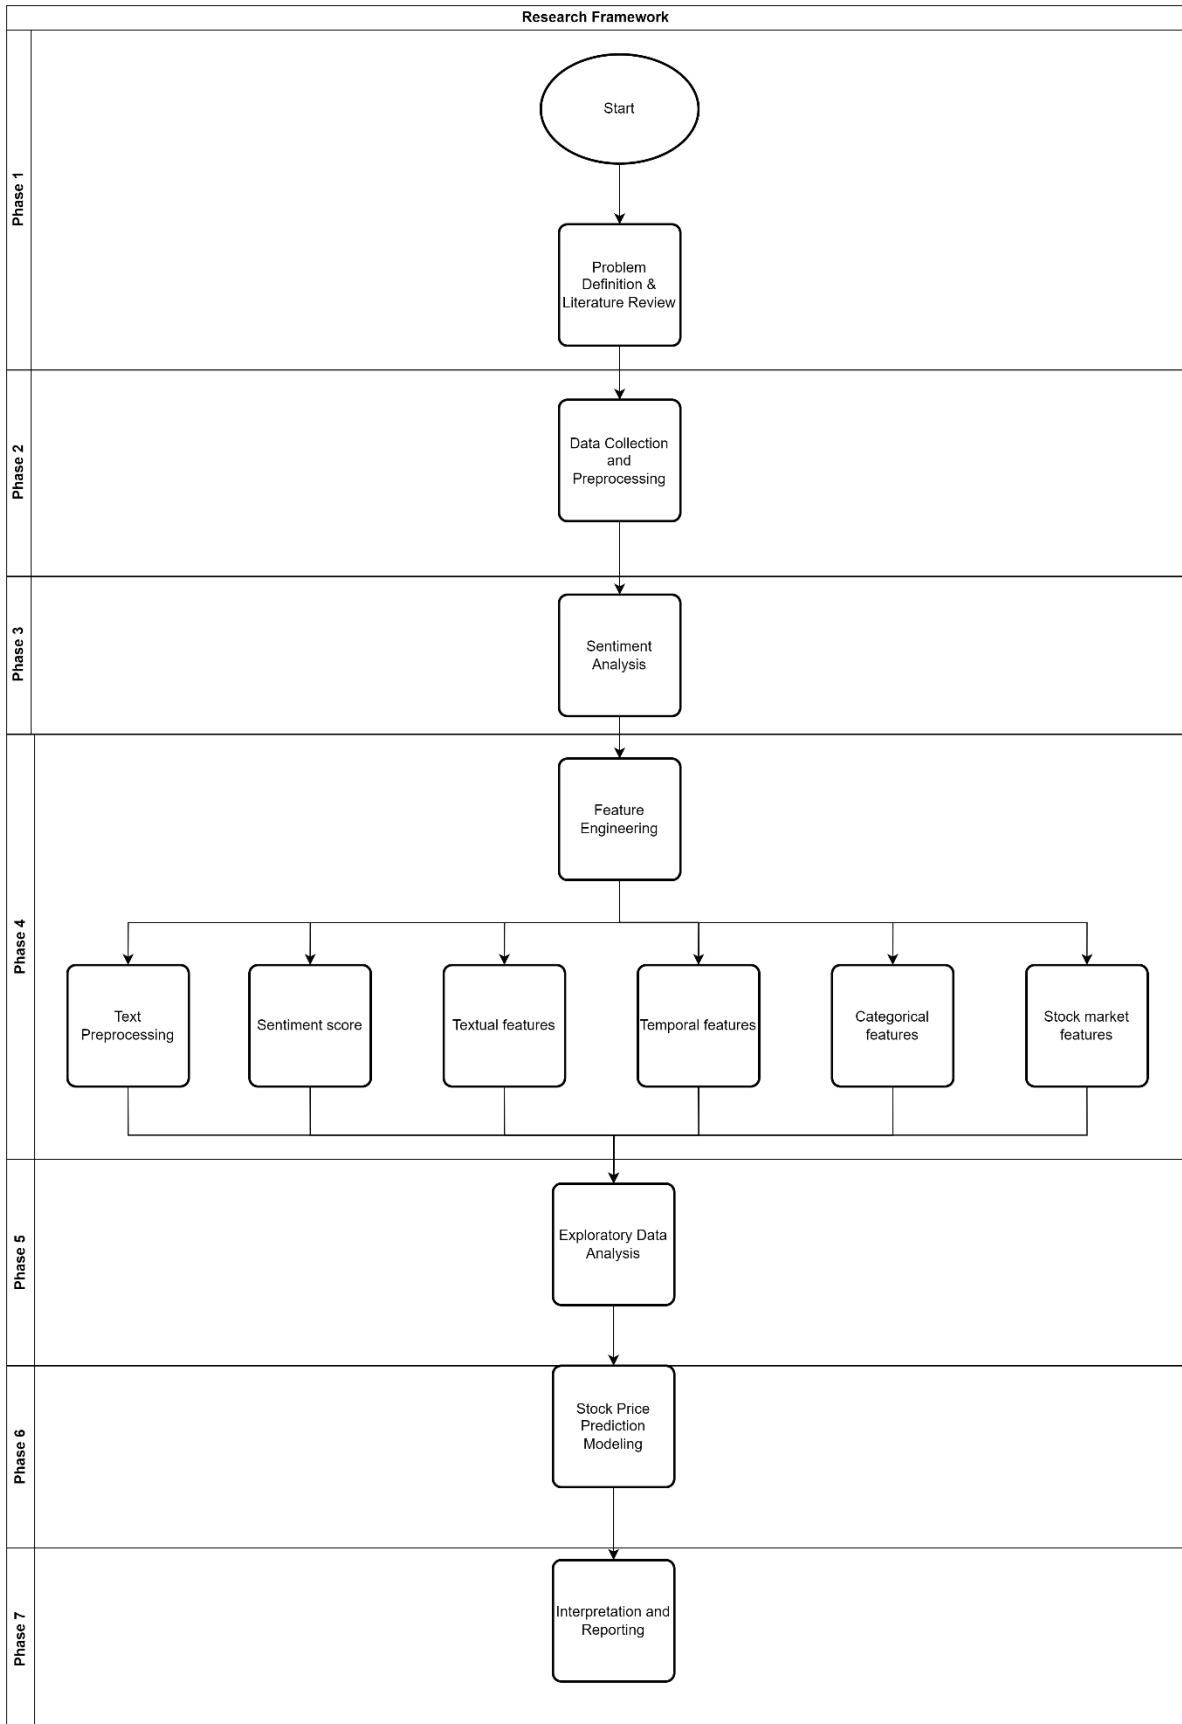 Research Framework
Phase 1
Start
Problem
Definition &
Literature Review
Phase 2
Data Collection
and
Preprocessing
Phase 3
Sentiment
Analysis
Phase 4
Feature
Engineering
Text
Preprocessing
Sentiment score
Textual features
Temporal features
Categorical
features
Stock market
features
Phase 5
Exploratory Data
Analysis
Phase 6
Stock Price
Prediction
Modeling
Phase 7
Interpretation and
Reporting